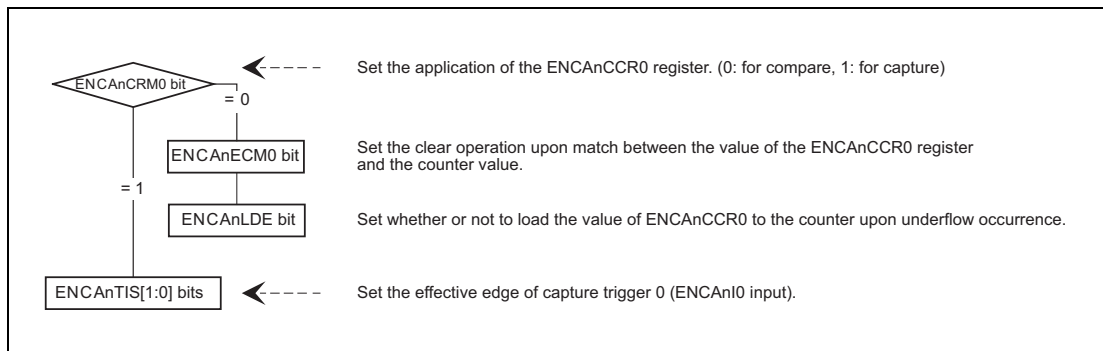 ENCAnCRM0 bit
Set the application of the ENCAnCCR0 register. (0: for compare, 1: for capture)
= 0
ENCAnECM0 bit
Set the clear operation upon match between the value of the ENCAnCCR0 register
and the counter value.
= 1
ENCAnLDE bit
Set whether or not to load the value of ENCAnCCR0 to the counter upon underflow occurrence.
ENCAnTIS[1:0] bits
Set the effective edge of capture trigger 0 (ENCAnI0 input).